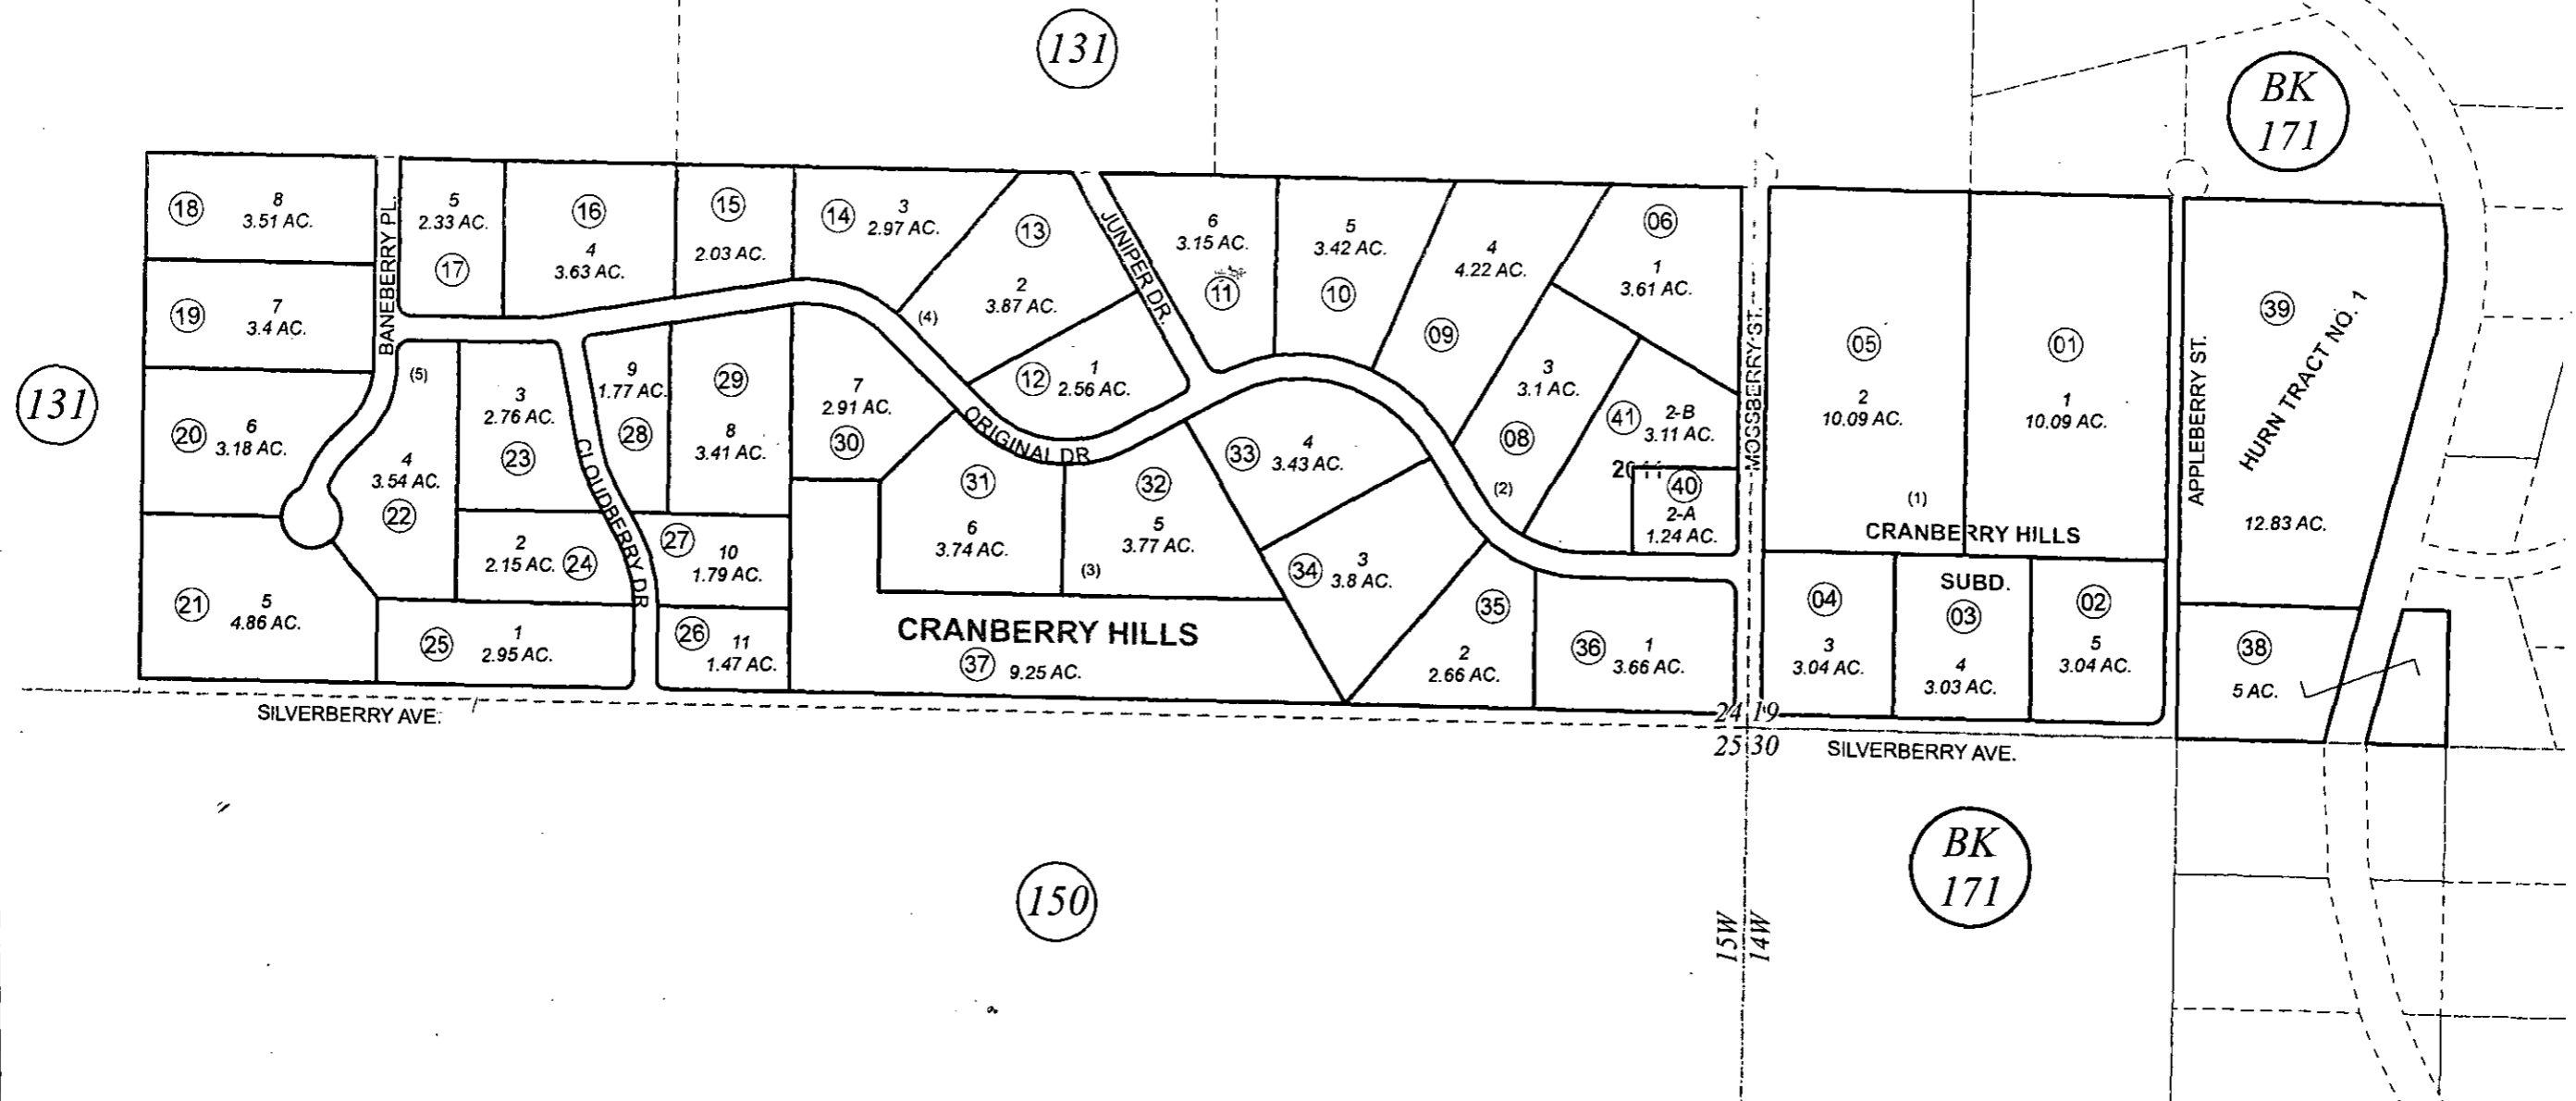 131
BK
171
18
8
3.51 AC.
BANEBERRY PL.
5
2.33 AC.
17
16
4
3.63 AC.
15
2.03 AC.
14
3
2.97 AC.
13
2
3.87 AC.
JUNIPER DR.
6
3.15 AC.
11
5
3.42 AC.
10
4
4.22 AC.
09
06
1
3.61 AC.
MOSSBERRY ST.
05
2
10.09 AC.
01
1
10.09 AC.
APPLEBERRY ST.
39
HURN TRACT NO. 1
12.83 AC.
19
7
3.4 AC.
131
20
6
3.18 AC.
(5)
4
3.54 AC.
22
3
2.76 AC.
23
CLOUDBERRY DR
9
1.77 AC.
28
29
8
3.41 AC.
7
2.91 AC.
30
(4)
12
1
2.56 AC.
ORIGINAL DR
33
4
3.43 AC.
3
3.1 AC.
08
41
2-B
3.11 AC.
40
2-A
1.24 AC.
(2)
(1)
CRANBERRY HILLS
SUBD.
31
6
3.74 AC.
32
5
3.77 AC.
(3)
34
3
3.8 AC.
21
5
4.86 AC.
2
2.15 AC.
24
27
10
1.79 AC.
25
1
2.95 AC.
26
11
1.47 AC.
CRANBERRY HILLS
37
9.25 AC.
35
2
2.66 AC.
36
1
3.66 AC.
04
3
3.04 AC.
03
4
3.03 AC.
02
5
3.04 AC.
38
5 AC.
SILVERBERRY AVE.
24 19
25 30
SILVERBERRY AVE.
150
15W
14W
BK
171